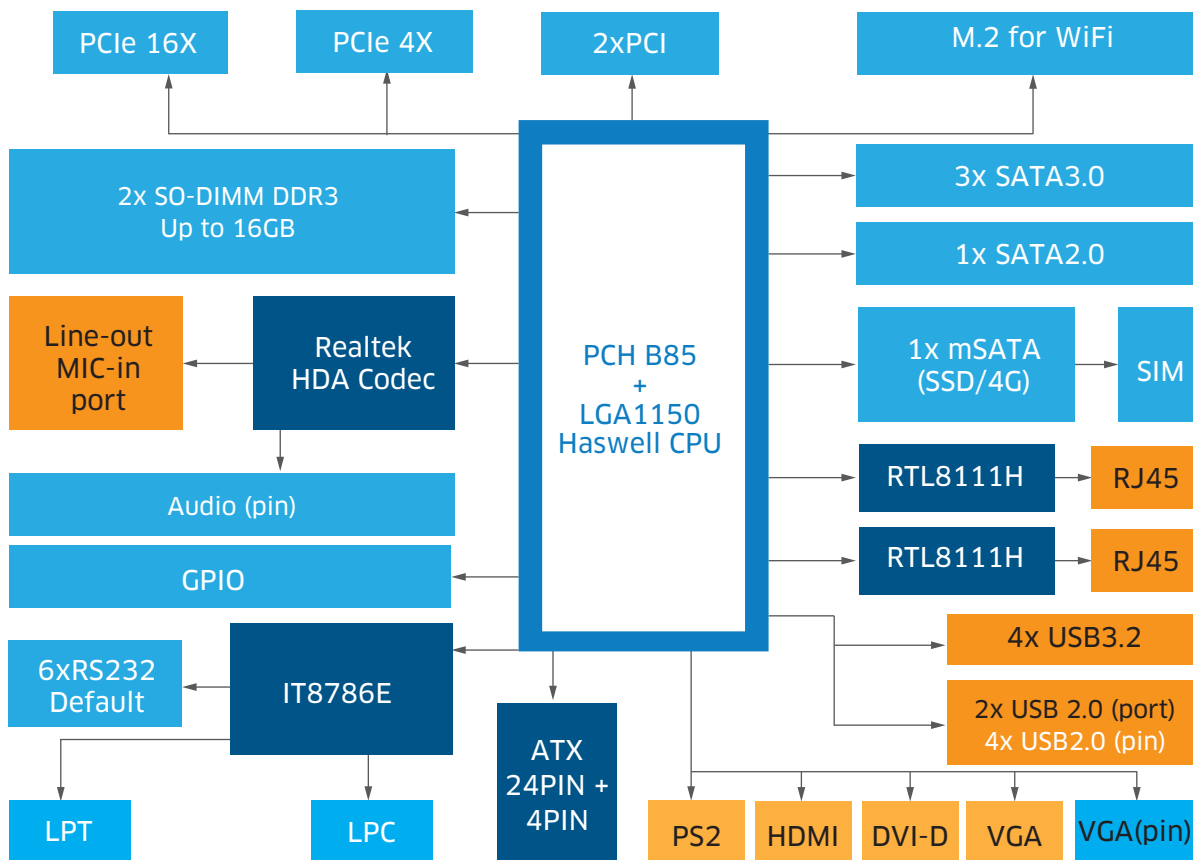 PCIe 16X
PCIe 4X
2xPCI
M.2 for WiFi
2x SO-DIMM DDR3
Up to 16GB
3x SATA3.0
1x SATA2.0
Line-out
MIC-in
port
Realtek
HDA Codec
PCH B85
+
LGA1150
Haswell CPU
1x mSATA
(SSD/4G)
SIM
Audio (pin)
RTL8111H
RJ45
GPIO
RTL8111H
RJ45
6xRS232
Default
IT8786E
4x USB3.2
2x USB 2.0 (port)
4x USB2.0 (pin)
ATX
24PIN +
4PIN
LPT
LPC
PS2
HDMI
DVI-D
VGA
VGA(pin)